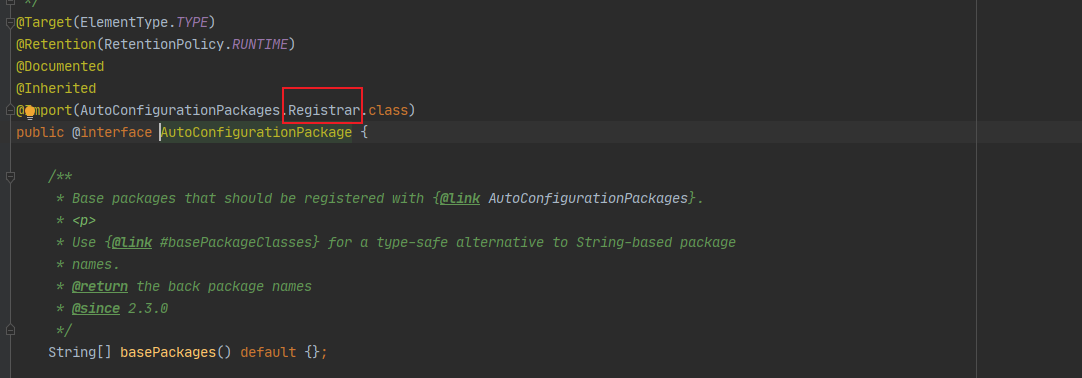 */
@Target(ElementType.TYPE)
@Retention(RetentionPolicy.RUNTIME)
@Documented
@Inherited
@Import(AutoConfigurationPackages.Registrar.class)
public @interface AutoConfigurationPackage {
/**
* Base packages that should be registered with {@link AutoConfigurationPackages}.
* <p>
* Use {@link #basePackageClasses} for a type-safe alternative to String-based package
* names.
* @return the back package names
* @since 2.3.0
*/
String[] basePackages() default {};